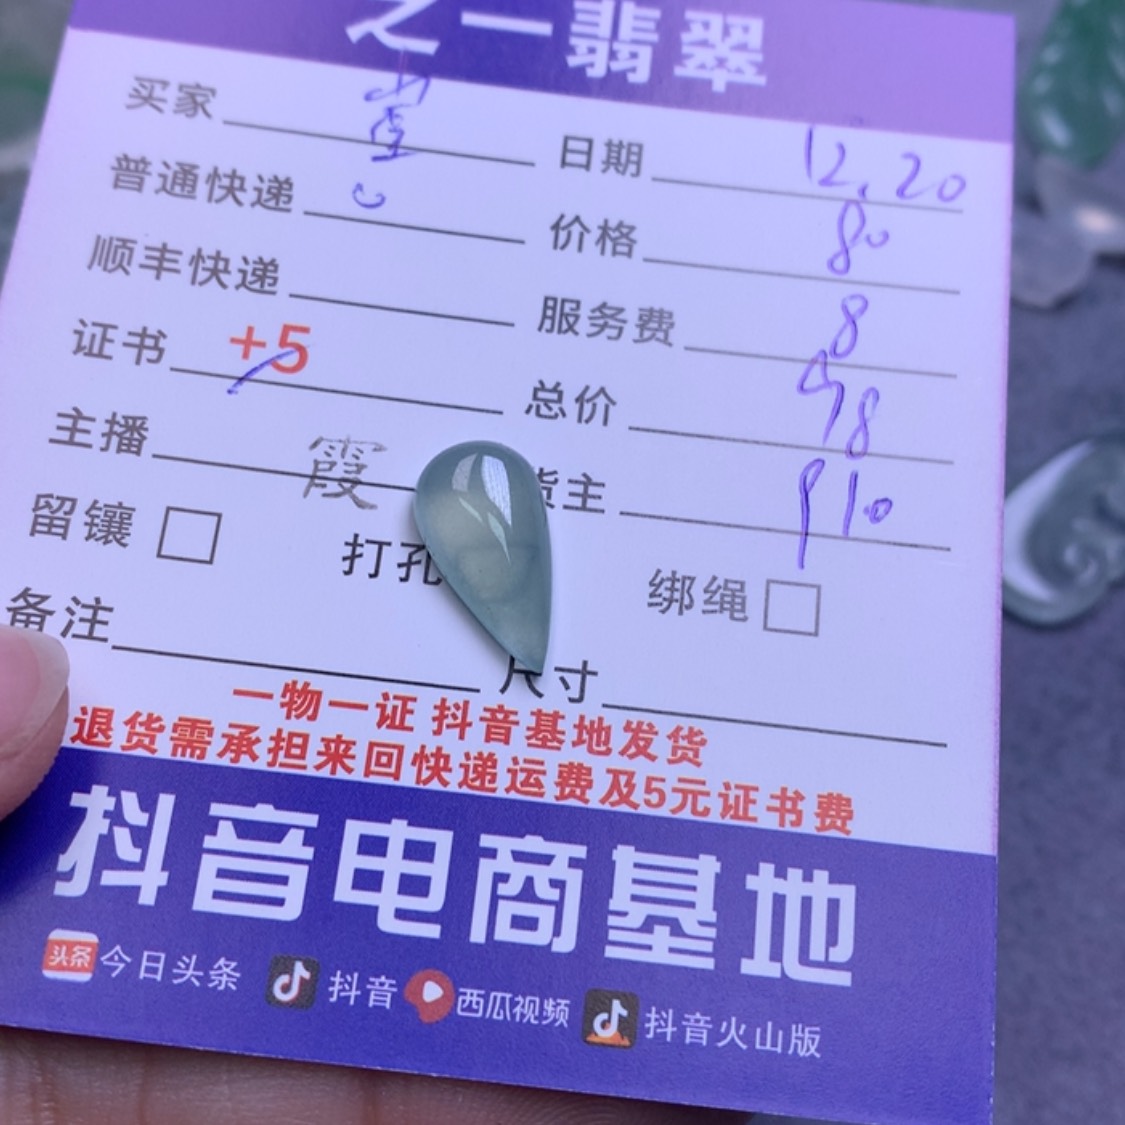 之一翡翠
买家
日期 12.20
普通快递
价格 80
顺丰快递
服务费 8
证书 +5
总价 98
主播 霞
货主 P10
留镶 打孔 绑绳
备注
尺寸
一物一证 抖音基地发货
退货需承担来回快递运费及5元证书费
抖音电商基地
头条 今日头条 抖音 西瓜视频 抖音火山版